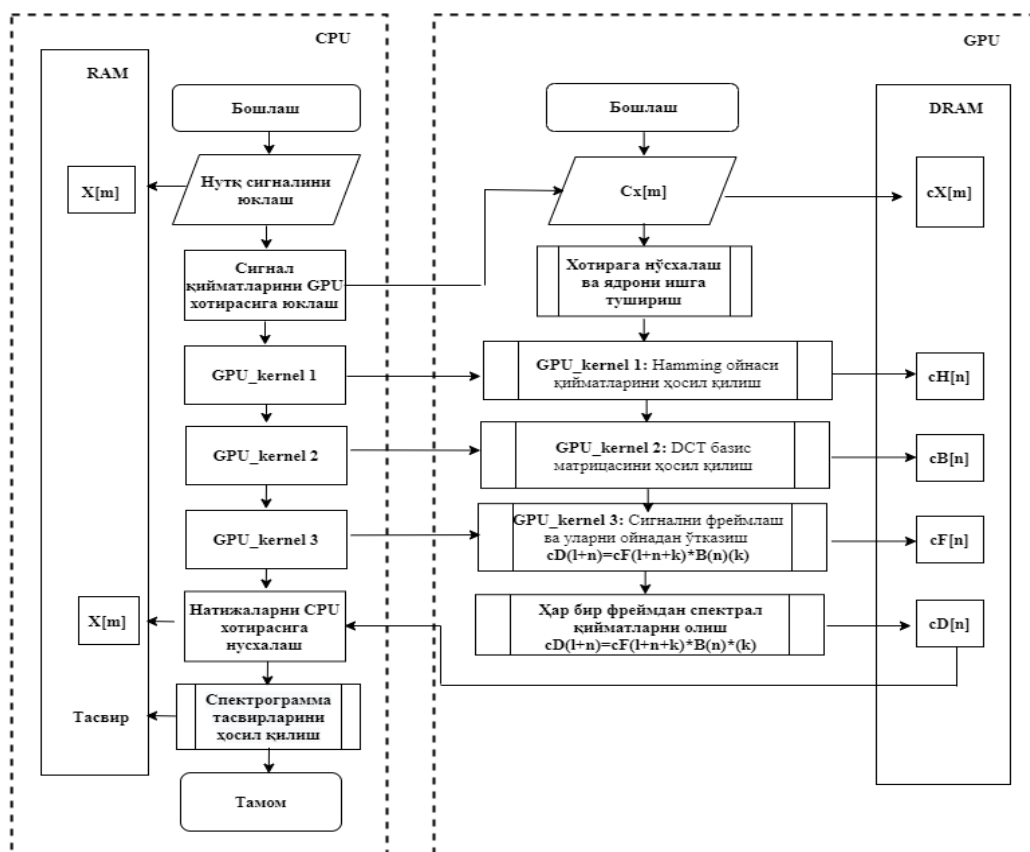 CPU
RAM
Бошлаш
X[m]
Нутқ сигналини
юклаш
Сигнал
қийматларини GPU
хотирасига юклаш
GPU_kernel 1
GPU_kernel 2
GPU_kernel 3
X[m]
Натижаларни CPU
хотирасига
нусхалаш
Тасвир
Спектрограмма
тасвирларини
ҳосил қилиш
Тамом
GPU
Бошлаш
DRAM
Cx[m]
cX[m]
Хотирага нўсхалаш
ва ядрони ишга
тушириш
GPU_kernel 1: Hamming ойнаси
қийматларини ҳосил қилиш
cH[n]
GPU_kernel 2: DCT базис
матрицасини ҳосил қилиш
cB[n]
GPU_kernel 3: Сигнални фреймлаш
ва уларни ойнадан ўтказиш
cD(l+n)=cF(l+n+k)*B(n)(k)
cF[n]
Ҳар бир фреймдан спектрал
қийматларни олиш
cD(l+n)=cF(l+n+k)*B(n)*(k)
cD[n]